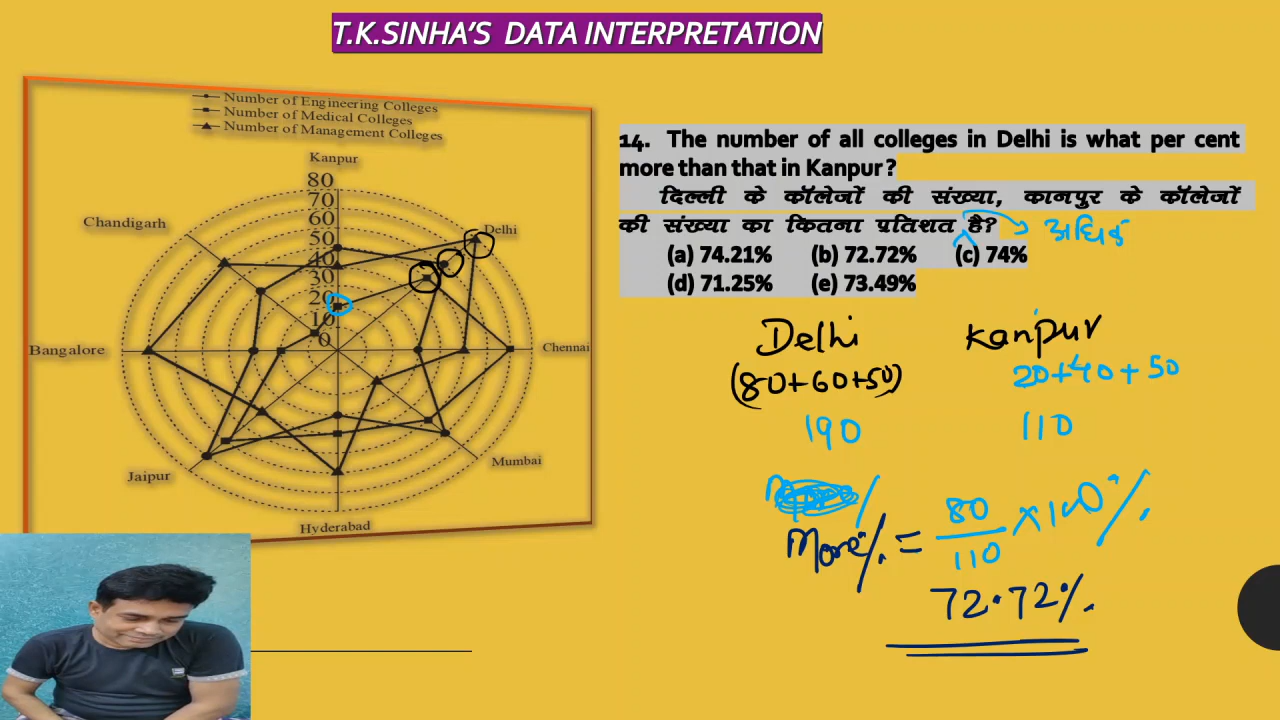 T.K.SINHA'S DATA INTERPRETATION
Number of Engineering Colleges
Number of Medical Colleges
Number of Management Colleges
Kanpur
80
70
60
50
40
30
20
10
0
Delhi
Chennai
Mumbai
Hyderabad
Jaipur
Bangalore
Chandigarh
14. The number of all colleges in Delhi is what per cent
more than that in Kanpur ?
दिल्ली के कॉलेजों की संख्या, कानपुर के कॉलेजों
की संख्या का कितना प्रतिशत है? अधिक
(a) 74.21% (b) 72.72% (c) 74%
(d) 71.25% (e) 73.49%
Delhi Kanpur
(80+60+50) 20+40+50
190 110
More% = 80/110 ×100%
72.72%